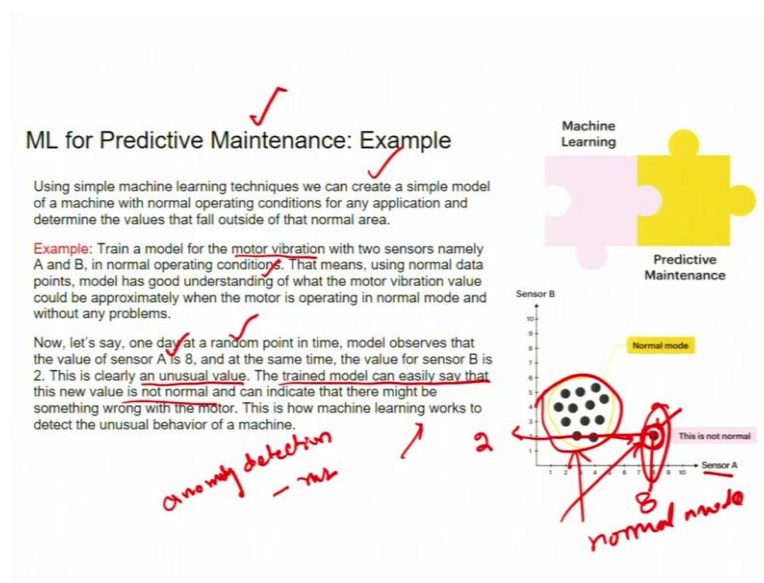 ML for Predictive Maintenance: Example
Using simple machine learning techniques we can create a simple model
of a machine with normal operating conditions for any application and
determine the values that fall outside of that normal area.
Example: Train a model for the motor vibration with two sensors namely
A and B, in normal operating conditions. That means, using normal data
points, model has good understanding of what the motor vibration value
could be approximately when the motor is operating in normal mode and
without any problems.
Now, let's say, one day at a random point in time, model observes that
the value of sensor A is 8, and at the same time, the value for sensor B is
2. This is clearly an unusual value. The trained model can easily say that
this new value is not normal and can indicate that there might be
something wrong with the motor. This is how machine learning works to
detect the unusual behavior of a machine.
anomaly detection
Machine
Learning
Predictive
Maintenance
Sensor B
10
9
8
7
6
5
4
3
2
1
Normal mode
This is not normal
2
1 2 3 4 5 6 7 8 9 10
Sensor A
8
normal mode